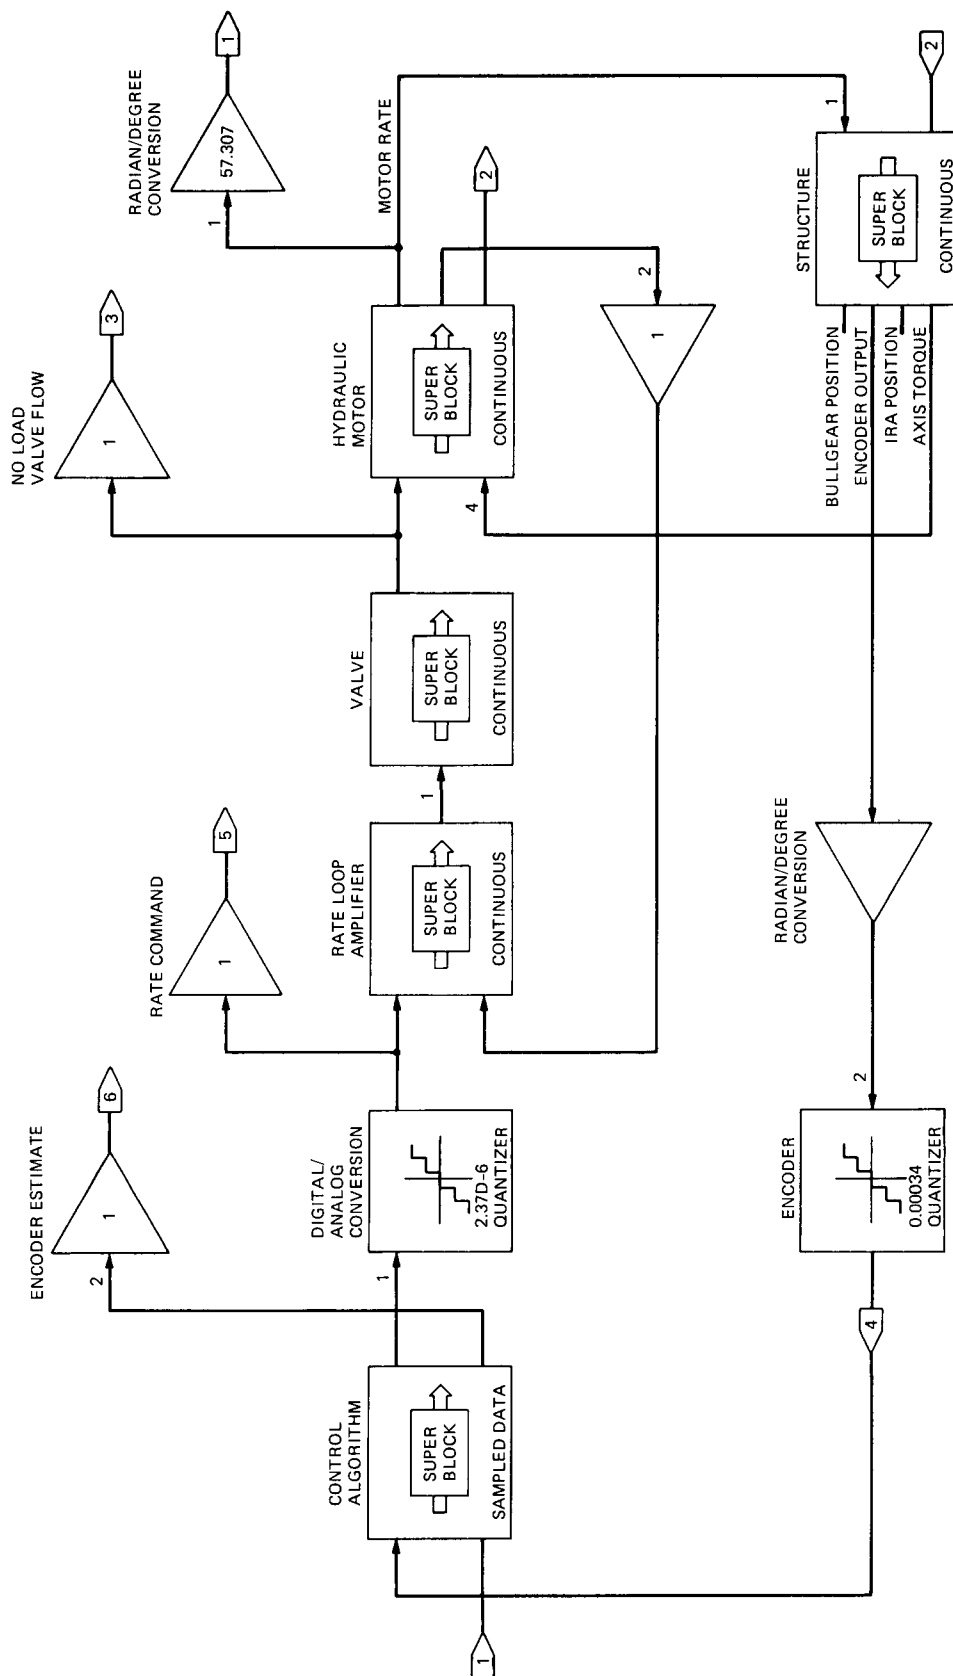 ENCODER ESTIMATE
1
6
2
RATE COMMAND
1
5
NO LOAD
VALVE FLOW
1
3
RADIAN/DEGREE
CONVERSION
57.307
1
1
CONTROL
ALGORITHM
SUPER
BLOCK
SAMPLED DATA
1
1
DIGITAL/
ANALOG
CONVERSION
2.37D-6
QUANTIZER
RATE LOOP
AMPLIFIER
SUPER
BLOCK
CONTINUOUS
1
VALVE
SUPER
BLOCK
CONTINUOUS
HYDRAULIC
MOTOR
SUPER
BLOCK
CONTINUOUS
4
MOTOR RATE
2
2
1
1
STRUCTURE
SUPER
BLOCK
CONTINUOUS
2
BULLGEAR POSITION
ENCODER OUTPUT
IRA POSITION
AXIS TORQUE
RADIAN/DEGREE
CONVERSION
2
ENCODER
0.00034
QUANTIZER
4